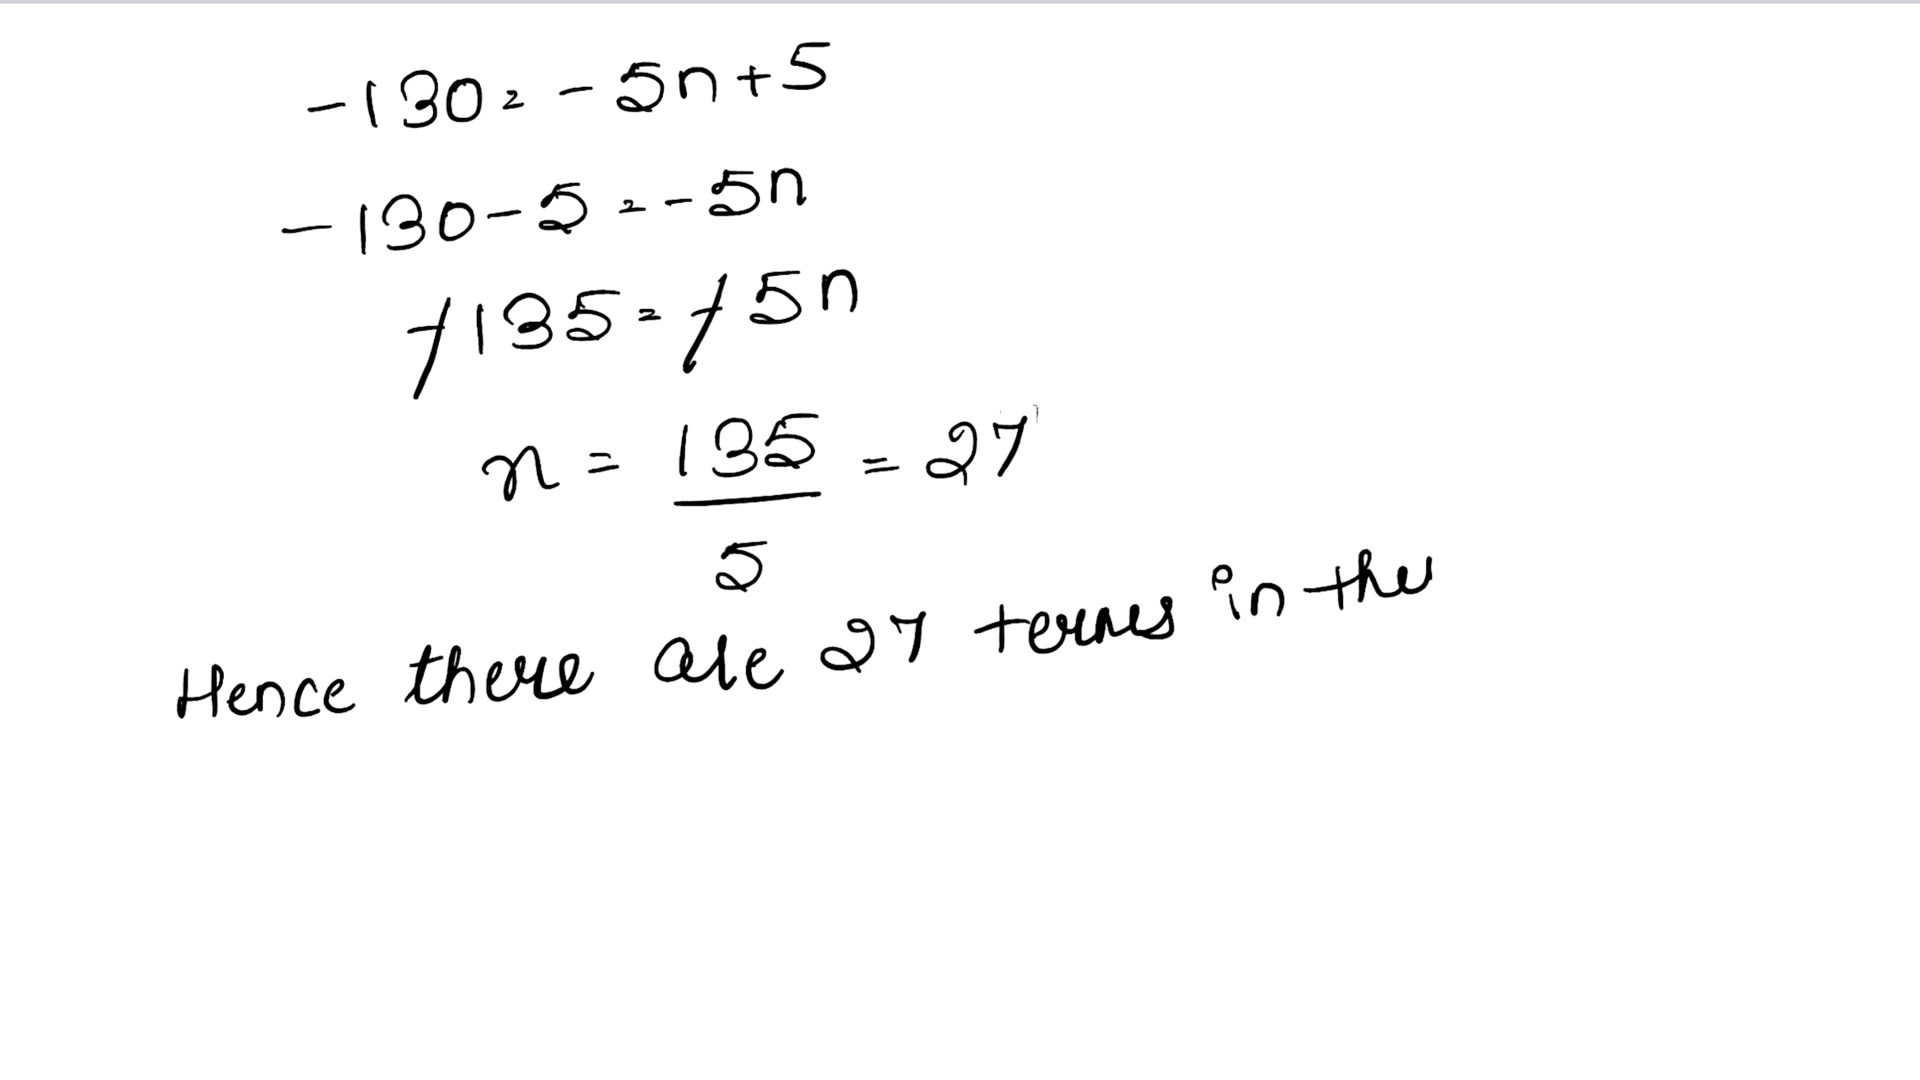 -130 = -5n+5
-130-5 = -5n
-135 = -5n
n = 135/5 = 27
Hence there are 27 terms in the